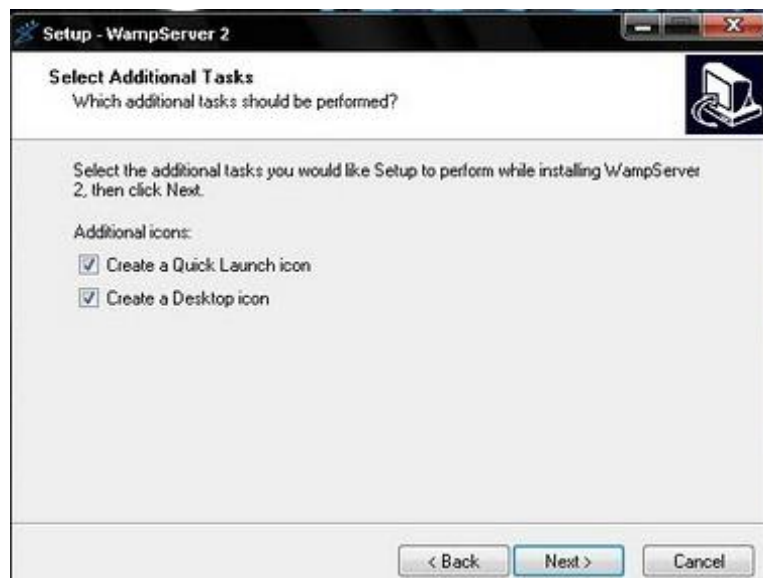 Setup - WampServer 2
Select Additional Tasks
Which additional tasks should be performed?
Select the additional tasks you would like Setup to perform while installing WampServer
2, then click Next.
Additional icons:
Create a Quick Launch icon
Create a Desktop icon
< Back
Next >
Cancel